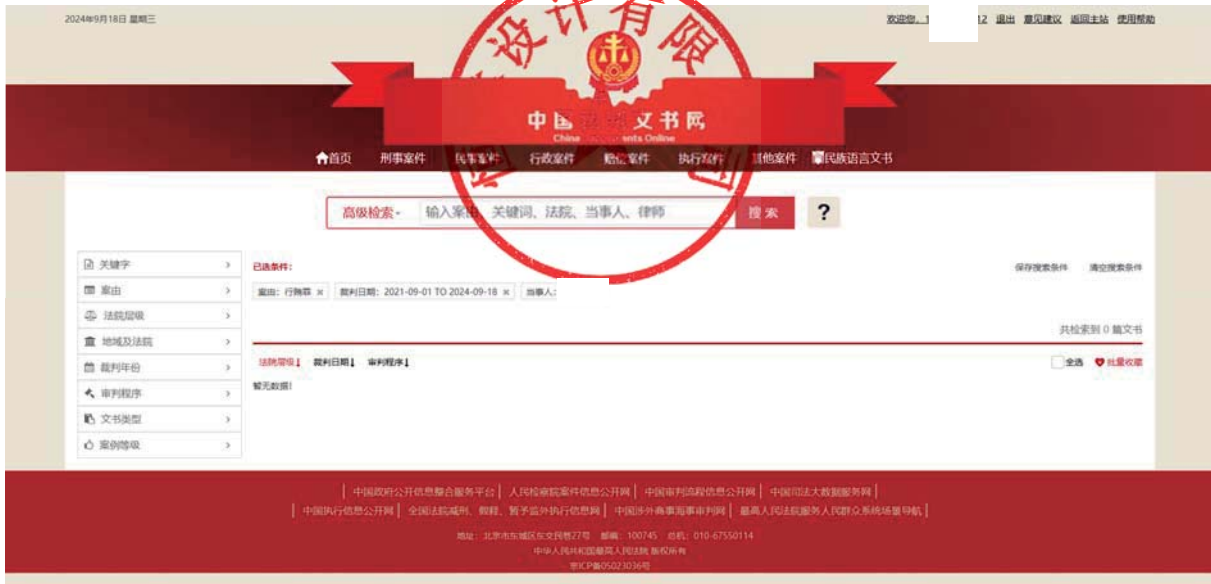 2024年9月18日 星期三
欢迎您，1 12 退出 意见建议 返回主站 使用帮助
设计有限
中国 文书网
China ents Online
首页 刑事案件 民事案件 行政案件 赔偿案件 执行案件 其他案件 民族语言文书
高级检索 输入案由、关键词、法院、当事人、律师 搜索 ?
关键字
案由
法院层级
地域及法院
裁判年份
审判程序
文书类型
案例等级
已选条件： 保存搜索条件 清空搜索条件
案由：行贿罪 × 裁判日期：2021-09-01 TO 2024-09-18 × 当事人：
共检索到 0 篇文书
法院层级↓ 裁判日期↓ 审判程序↓ 全选 批量收藏
暂无数据!
中国政府公开信息整合服务平台 | 人民检察院案件信息公开网 | 中国审判流程信息公开网 | 中国司法大数据服务网 |
中国执行信息公开网 | 全国法院减刑、假释、暂予监外执行信息网 | 中国涉外商事海事审判网 | 最高人民法院服务人民群众系统场景导航 |
地址：北京市东城区东交民巷27号 邮编：100745 总机：010-67550114
中华人民共和国最高人民法院 版权所有
京ICP备05023036号